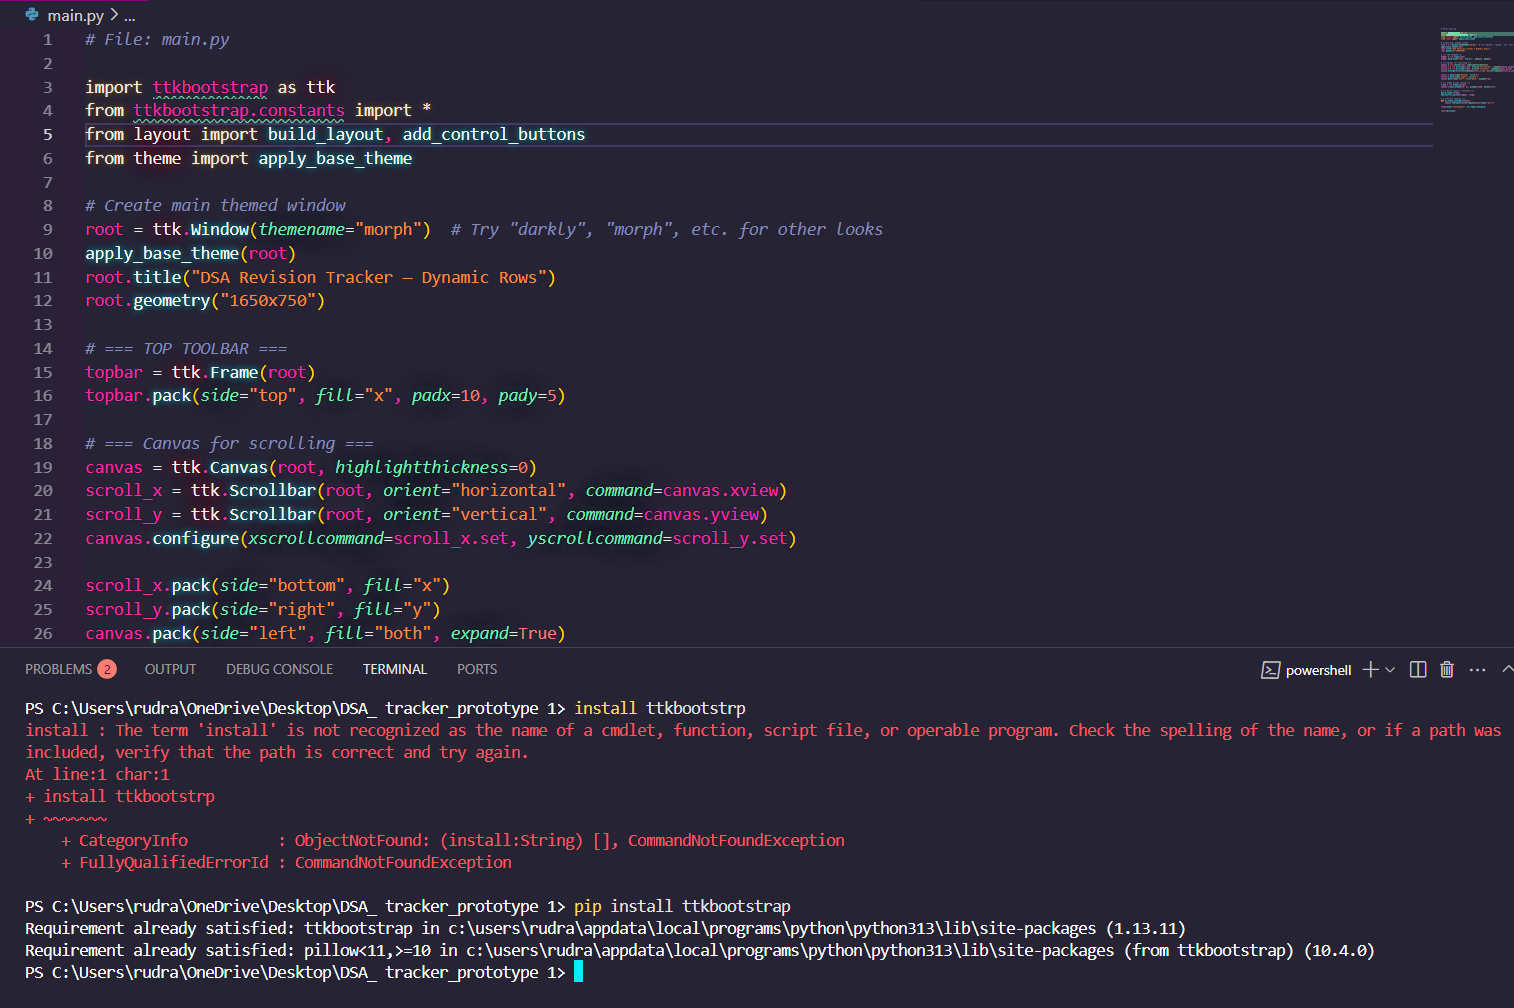 main.py > ...
1 # File: main.py
2
3 import ttkbootstrap as ttk
4 from ttkbootstrap.constants import *
5 from layout import build_layout, add_control_buttons
6 from theme import apply_base_theme
7
8 # Create main themed window
9 root = ttk.Window(themename="morph")  # Try "darkly", "morph", etc. for other looks
10 apply_base_theme(root)
11 root.title("DSA Revision Tracker – Dynamic Rows")
12 root.geometry("1650x750")
13
14 # === TOP TOOLBAR ===
15 topbar = ttk.Frame(root)
16 topbar.pack(side="top", fill="x", padx=10, pady=5)
17
18 # === Canvas for scrolling ===
19 canvas = ttk.Canvas(root, highlightthickness=0)
20 scroll_x = ttk.Scrollbar(root, orient="horizontal", command=canvas.xview)
21 scroll_y = ttk.Scrollbar(root, orient="vertical", command=canvas.yview)
22 canvas.configure(xscrollcommand=scroll_x.set, yscrollcommand=scroll_y.set)
23
24 scroll_x.pack(side="bottom", fill="x")
25 scroll_y.pack(side="right", fill="y")
26 canvas.pack(side="left", fill="both", expand=True)
PROBLEMS 2 OUTPUT DEBUG CONSOLE TERMINAL PORTS powershell
PS C:\Users\rudra\OneDrive\Desktop\DSA_ tracker_prototype 1> install ttkbootstrp
install : The term 'install' is not recognized as the name of a cmdlet, function, script file, or operable program. Check the spelling of the name, or if a path was
included, verify that the path is correct and try again.
At line:1 char:1
+ install ttkbootstrp
+ ~~~~~~~
    + CategoryInfo          : ObjectNotFound: (install:String) [], CommandNotFoundException
    + FullyQualifiedErrorId : CommandNotFoundException
PS C:\Users\rudra\OneDrive\Desktop\DSA_ tracker_prototype 1> pip install ttkbootstrap
Requirement already satisfied: ttkbootstrap in c:\users\rudra\appdata\local\programs\python\python313\lib\site-packages (1.13.11)
Requirement already satisfied: pillow<11,>=10 in c:\users\rudra\appdata\local\programs\python\python313\lib\site-packages (from ttkbootstrap) (10.4.0)
PS C:\Users\rudra\OneDrive\Desktop\DSA_ tracker_prototype 1>